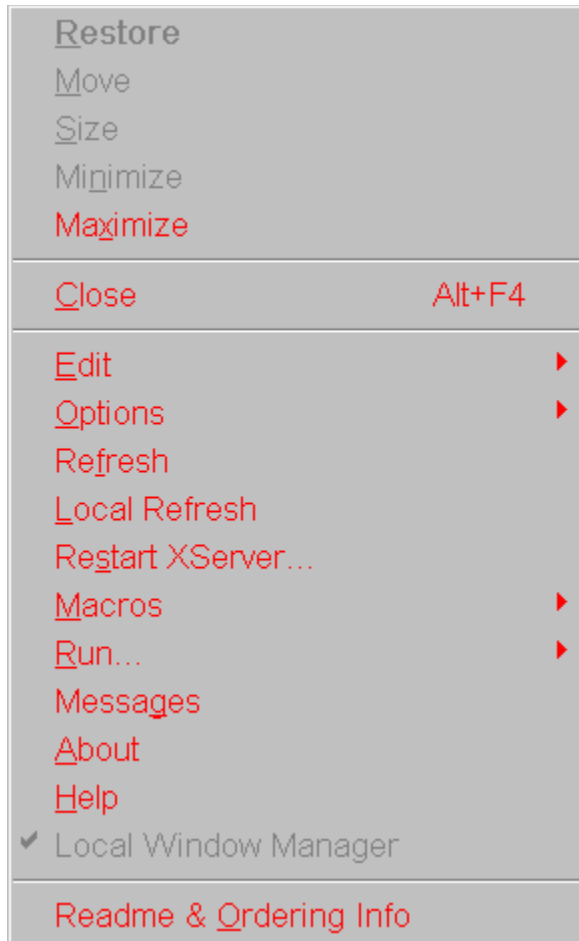 Restore
Move
Size
Minimize
Maximize
Close Alt+F4
Edit
Options
Refresh
Local Refresh
Restart XServer...
Macros
Run...
Messages
About
Help
Local Window Manager
Readme & Ordering Info